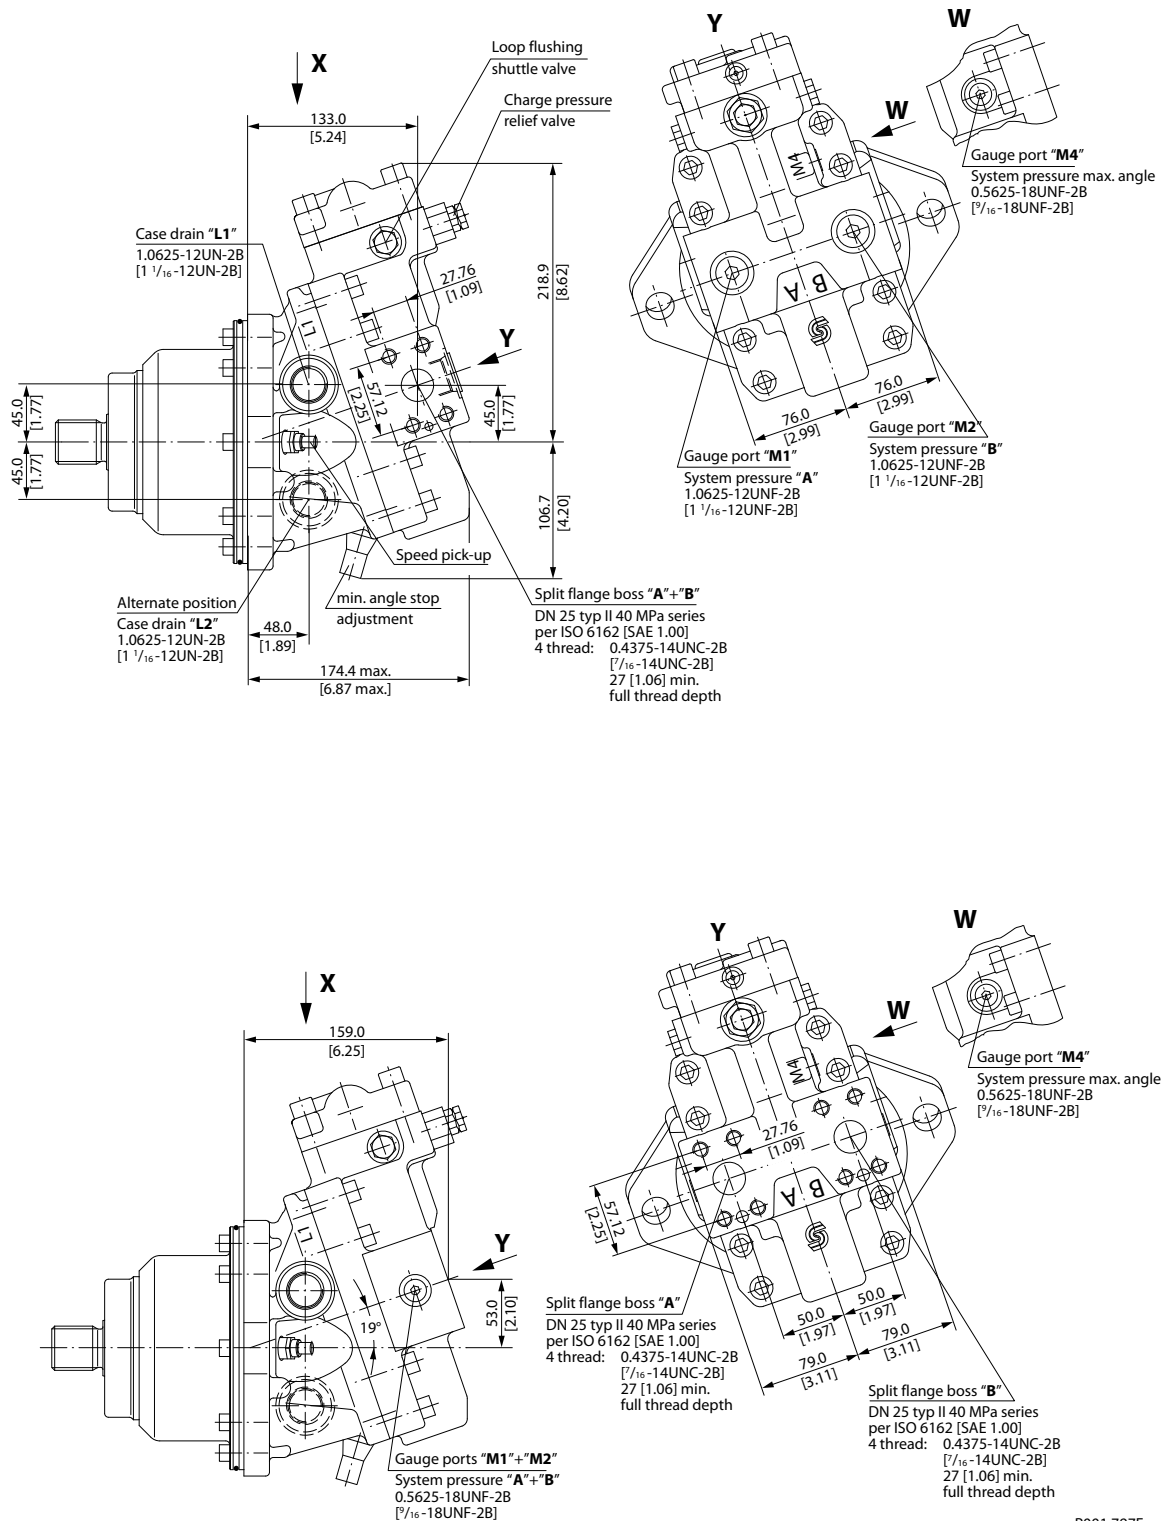 X
Loop flushing
shuttle valve
Charge pressure
relief valve
133.0
[5.24]
Case drain “L1”
1.0625-12UN-2B
[1 1/16-12UN-2B]
27.76
[1.09]
218.9
[8.62]
L1
Y
45.0
[1.77]
57.12
[2.25]
45.0
[1.77]
45.0
[1.77]
106.7
[4.20]
Speed pick-up
Alternate position
Case drain “L2”
1.0625-12UN-2B
[1 1/16-12UN-2B]
min. angle stop
adjustment
48.0
[1.89]
174.4 max.
[6.87 max.]
Split flange boss “A”+”B”
DN 25 typ II 40 MPa series
per ISO 6162 [SAE 1.00]
4 thread: 0.4375-14UNC-2B
[7/16-14UNC-2B]
27 [1.06] min.
full thread depth
Y
W
W
M4
Gauge port “M4”
System pressure max. angle
0.5625-18UNF-2B
[9/16-18UNF-2B]
B A
76.0
[2.99]
76.0
[2.99]
Gauge port “M1”
System pressure “A”
1.0625-12UNF-2B
[1 1/16-12UNF-2B]
Gauge port “M2”
System pressure “B”
1.0625-12UNF-2B
[1 1/16-12UNF-2B]
X
159.0
[6.25]
L1
Y
19°
53.0
[2.10]
Gauge ports “M1”+”M2”
System pressure “A”+”B”
0.5625-18UNF-2B
[9/16-18UNF-2B]
Y
W
W
M4
Gauge port “M4”
System pressure max. angle
0.5625-18UNF-2B
[9/16-18UNF-2B]
27.76
[1.09]
B A
57.12
[2.25]
50.0
[1.97]
50.0
[1.97]
79.0
[3.11]
79.0
[3.11]
Split flange boss “A”
DN 25 typ II 40 MPa series
per ISO 6162 [SAE 1.00]
4 thread: 0.4375-14UNC-2B
[7/16-14UNC-2B]
27 [1.06] min.
full thread depth
Split flange boss “B”
DN 25 typ II 40 MPa series
per ISO 6162 [SAE 1.00]
4 thread: 0.4375-14UNC-2B
[7/16-14UNC-2B]
27 [1.06] min.
full thread depth